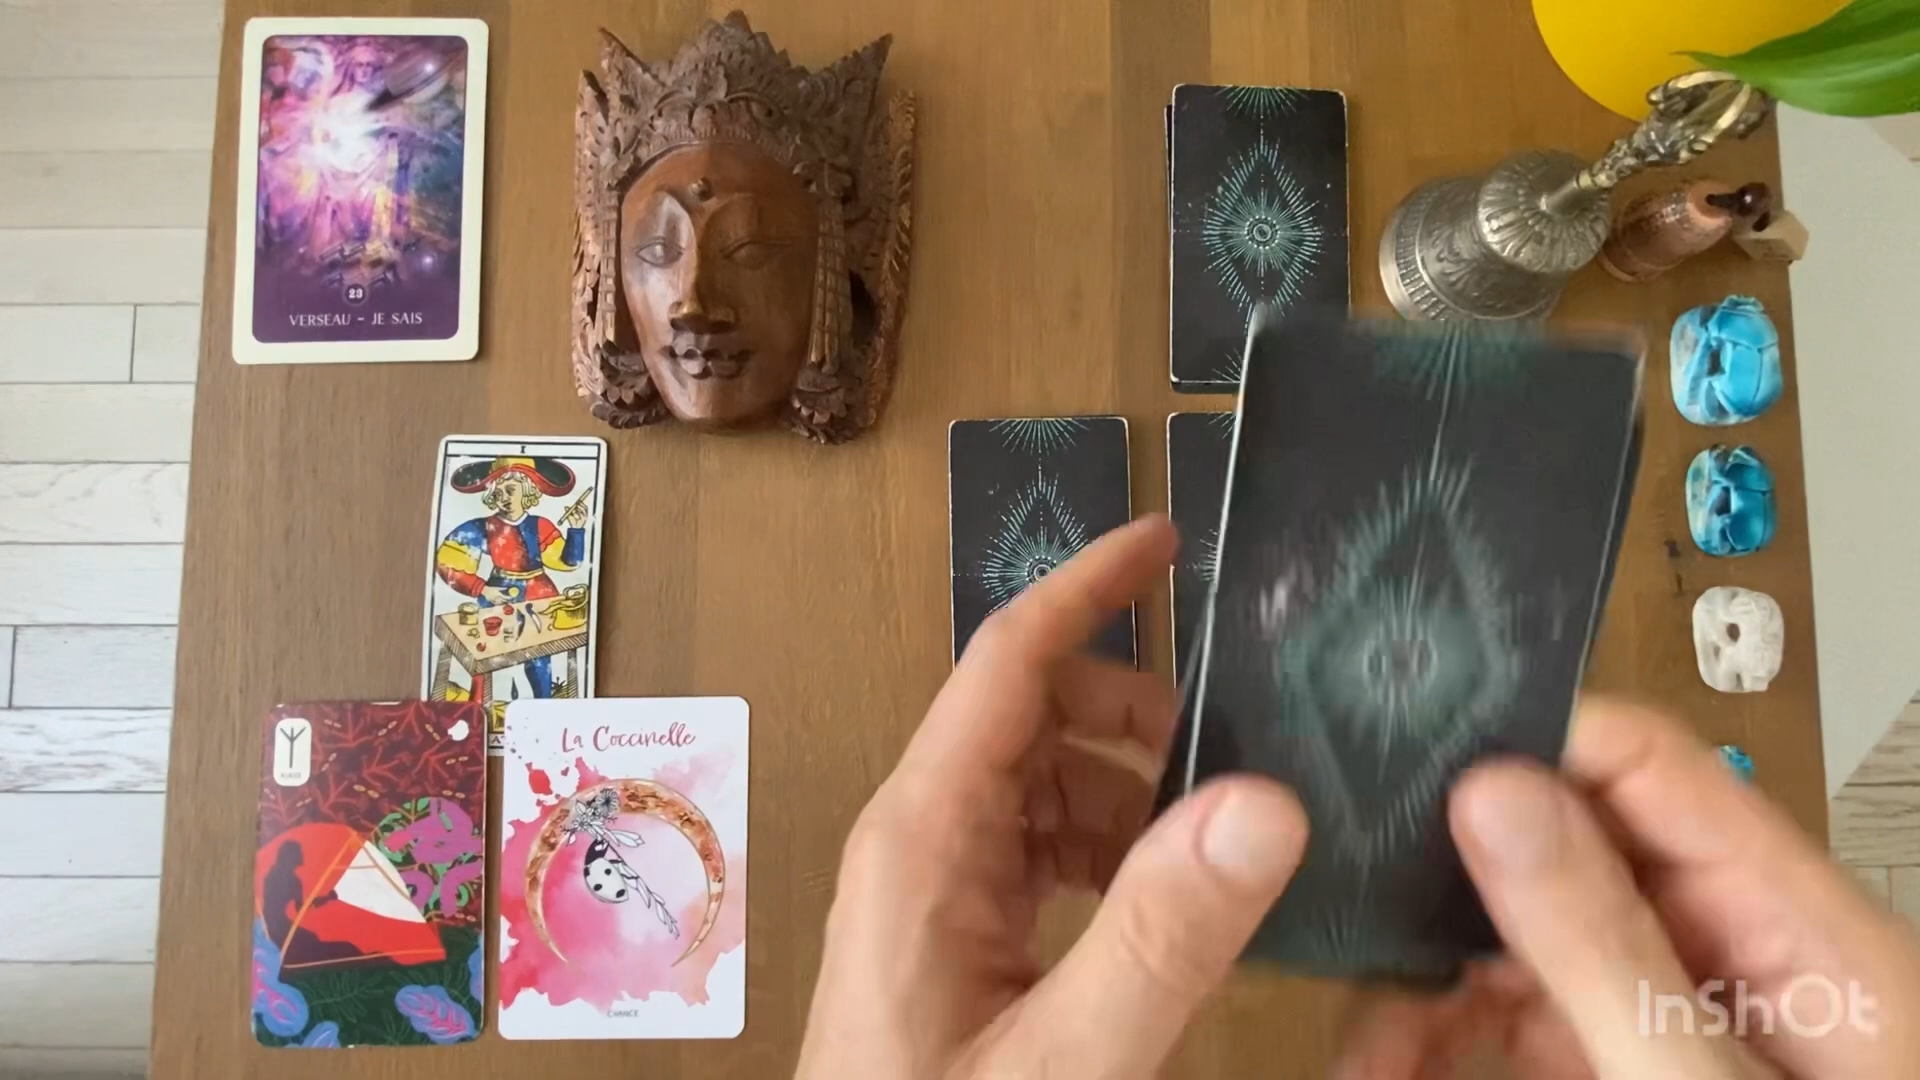 23
VERSEAU - JE SAIS
I
La Coccinelle
CHANCE
InShOt